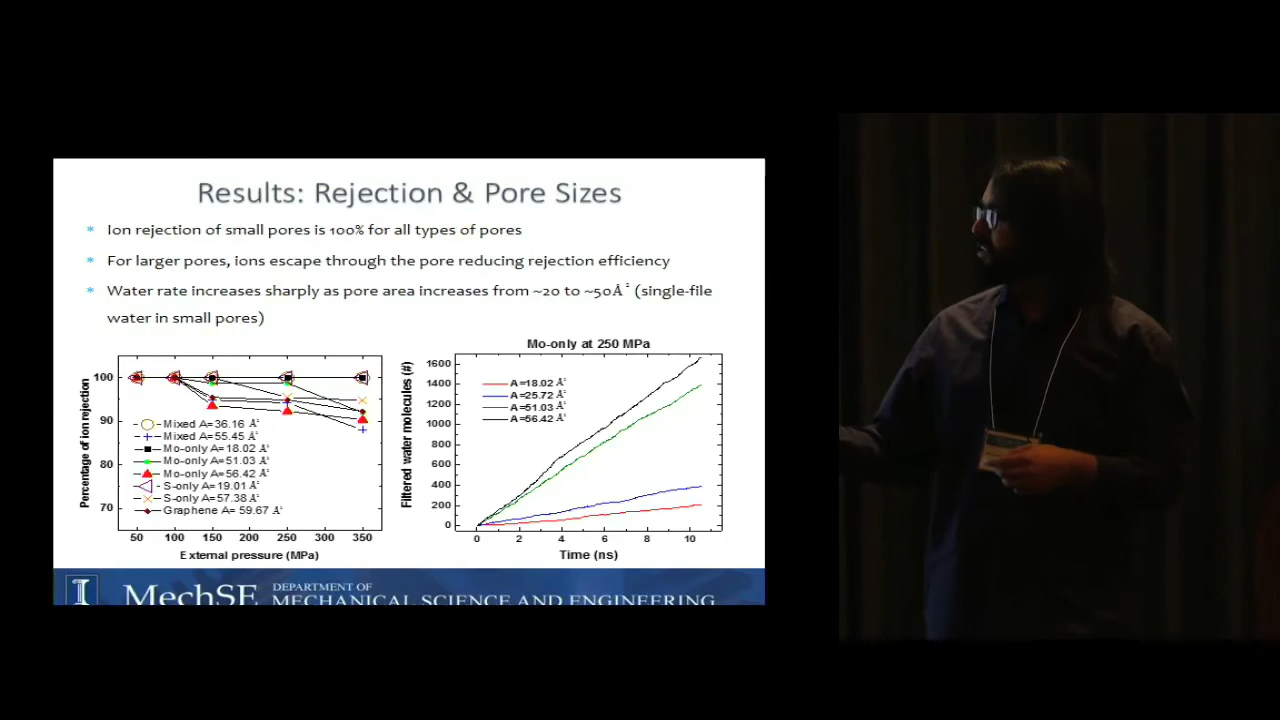 Results: Rejection & Pore Sizes
* Ion rejection of small pores is 100% for all types of pores
* For larger pores, ions escape through the pore reducing rejection efficiency
* Water rate increases sharply as pore area increases from ~20 to ~50Å² (single-file
water in small pores)
Percentage of ion rejection
100
90
80
70
Mixed A=36.16 Å²
Mixed A=55.45 Å²
Mo-only A=18.02 Å²
Mo-only A=51.03 Å²
Mo-only A=56.42 Å²
S-only A=19.01 Å²
S-only A=57.38 Å²
Graphene A= 59.67 Å²
50 100 150 200 250 300 350
External pressure (MPa)
Mo-only at 250 MPa
Filtered water molecules (#)
1600
1400
1200
1000
800
600
400
200
0
A=18.02 Å²
A=25.72 Å²
A=51.03 Å²
A=56.42 Å²
0 2 4 6 8 10
Time (ns)
I
MechSE
DEPARTMENT OF
MECHANICAL SCIENCE AND ENGINEERING